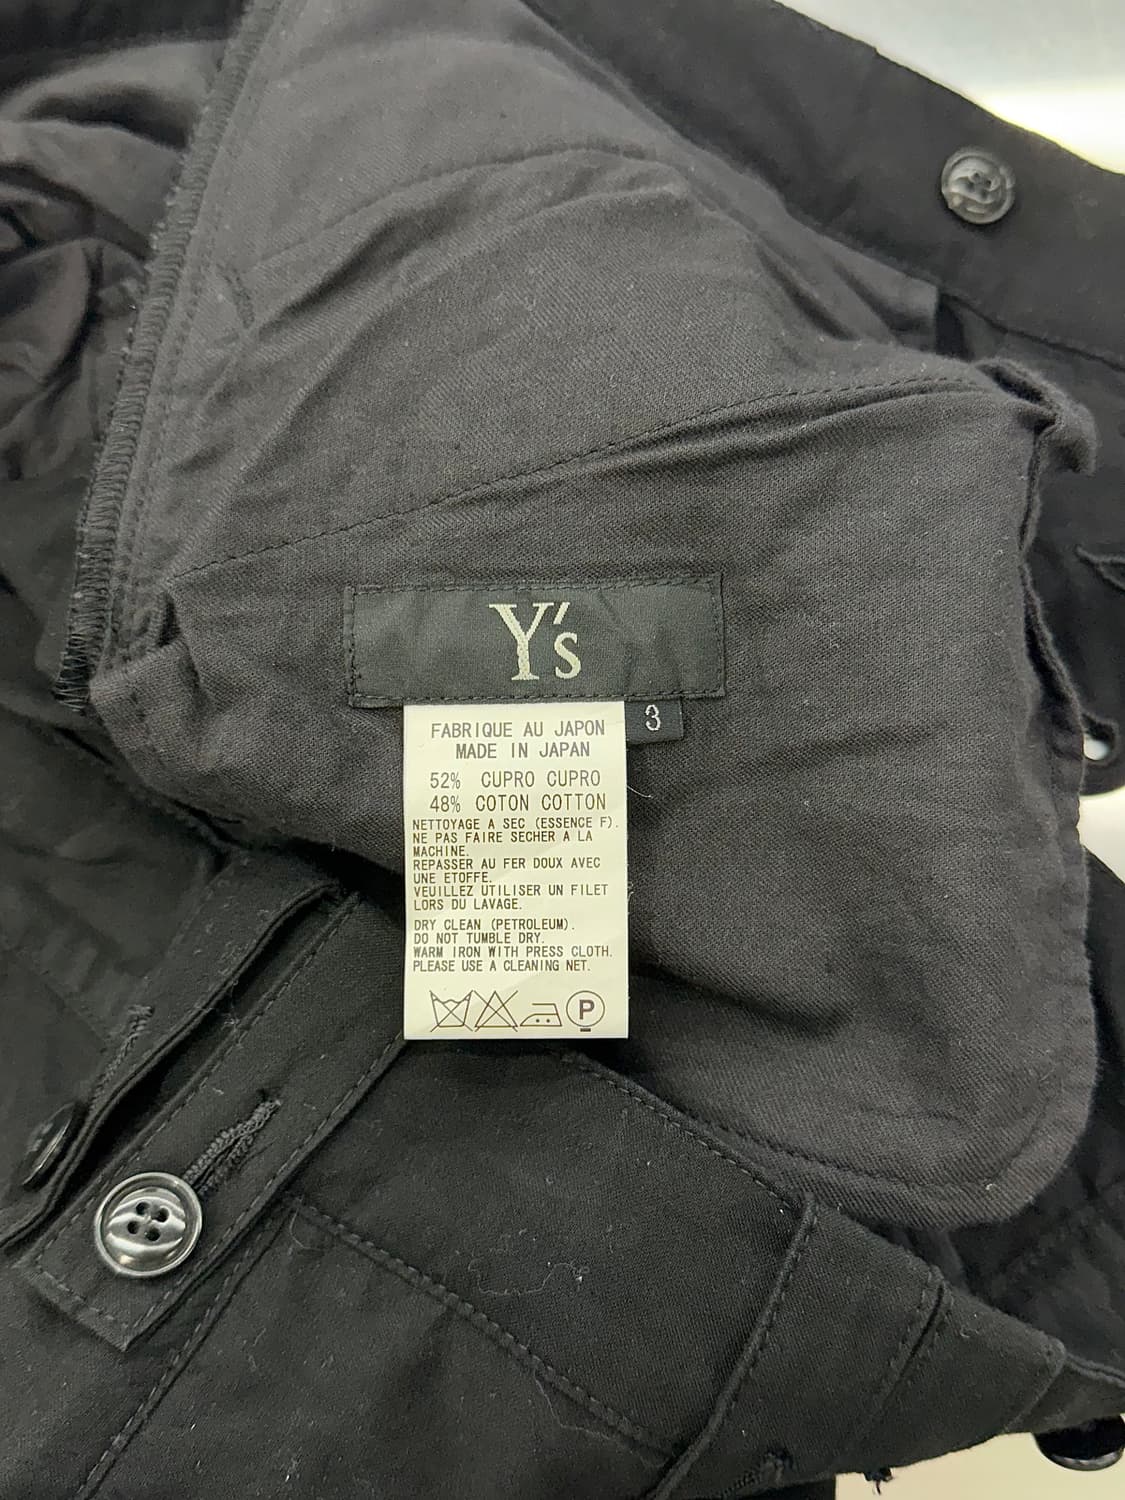 Y's
3
FABRIQUE AU JAPON
MADE IN JAPAN
52% CUPRO CUPRO
48% COTON COTTON
NETTOYAGE A SEC (ESSENCE F).
NE PAS FAIRE SECHER A LA
MACHINE.
REPASSER AU FER DOUX AVEC
UNE ETOFFE.
VEUILLEZ UTILISER UN FILET
LORS DU LAVAGE.
DRY CLEAN (PETROLEUM).
DO NOT TUMBLE DRY.
WARM IRON WITH PRESS CLOTH.
PLEASE USE A CLEANING NET.
P